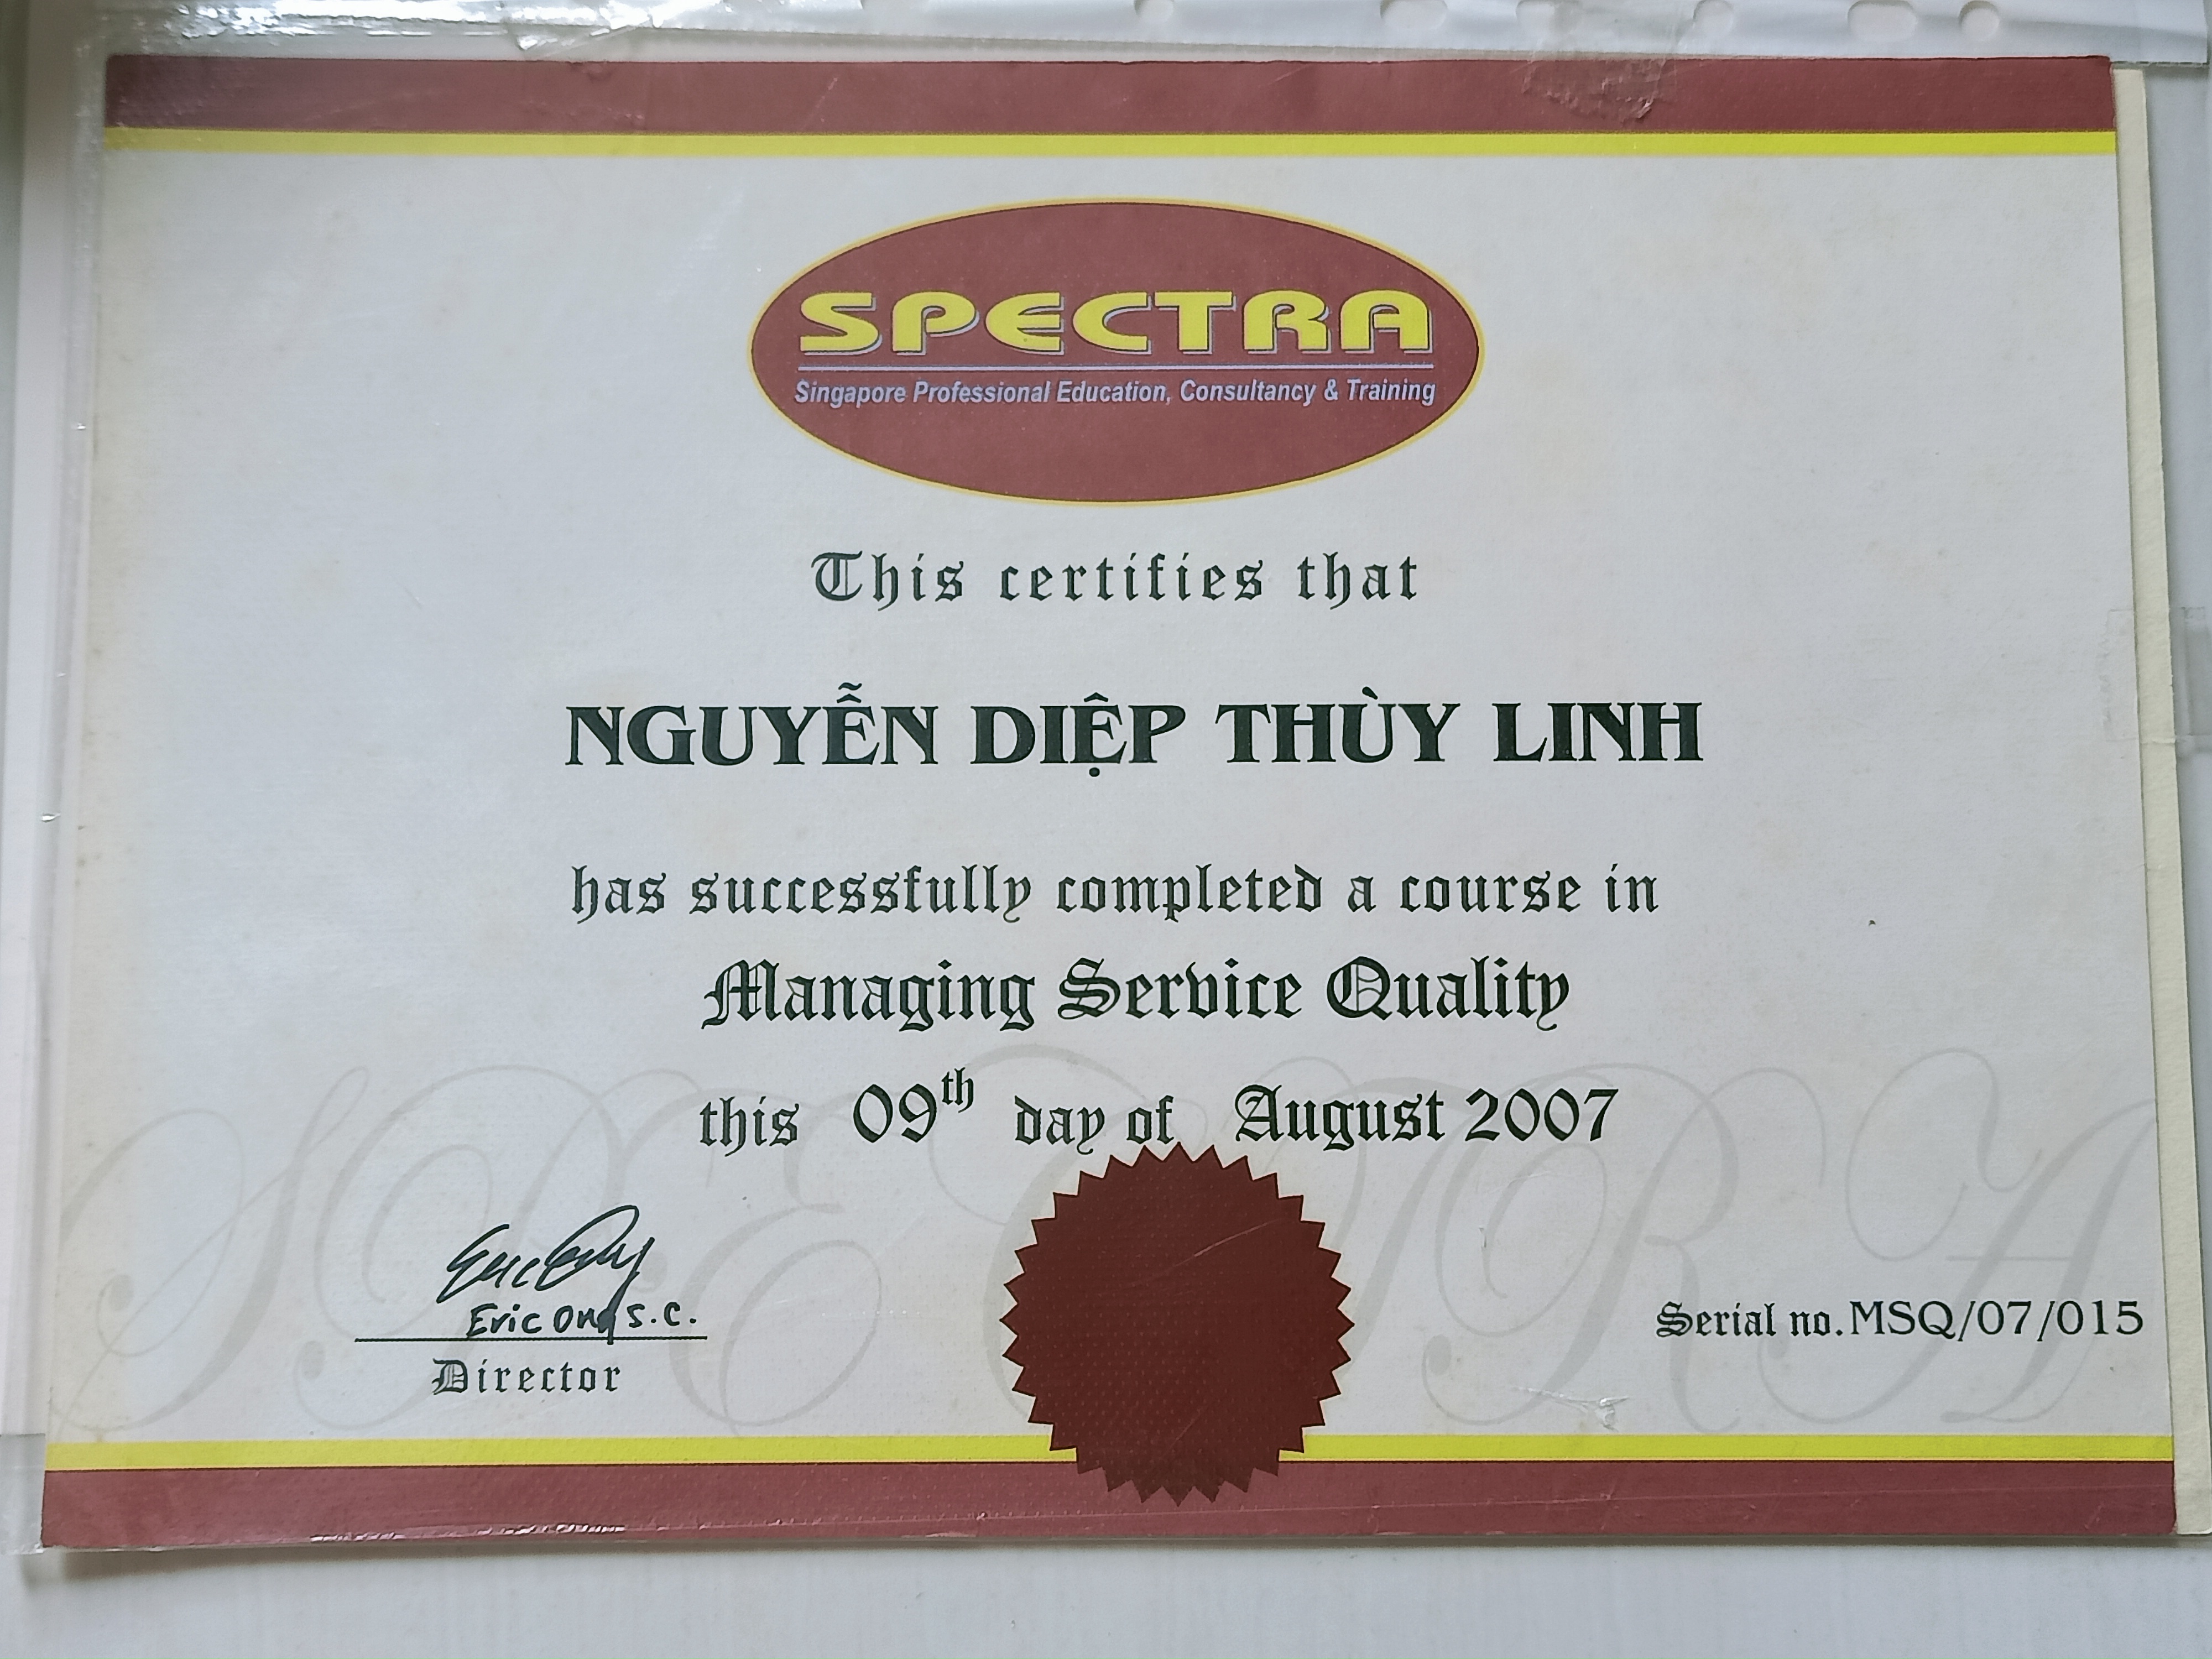 SPECTRA
Singapore Professional Education, Consultancy & Training
This certifies that
NGUYỄN DIỆP THÙY LINH
has successfully completed a course in
Managing Service Quality
this 09th day of August 2007
SPECTRA
Eric Ong S.C.
Director
Serial no. MSQ/07/015